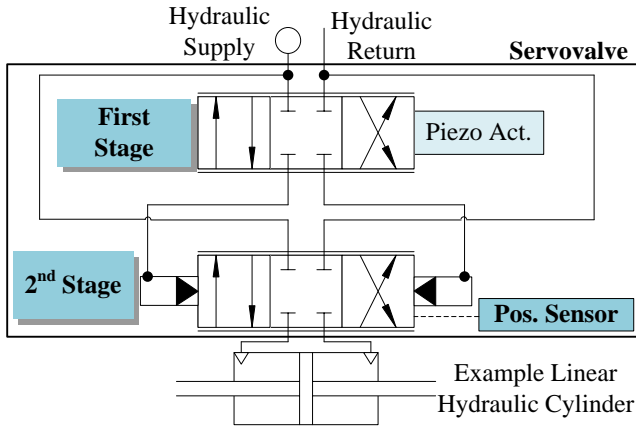 Hydraulic
Supply
Hydraulic
Return
Servovalve
First
Stage
Piezo Act.
2nd Stage
Pos. Sensor
Example Linear
Hydraulic Cylinder